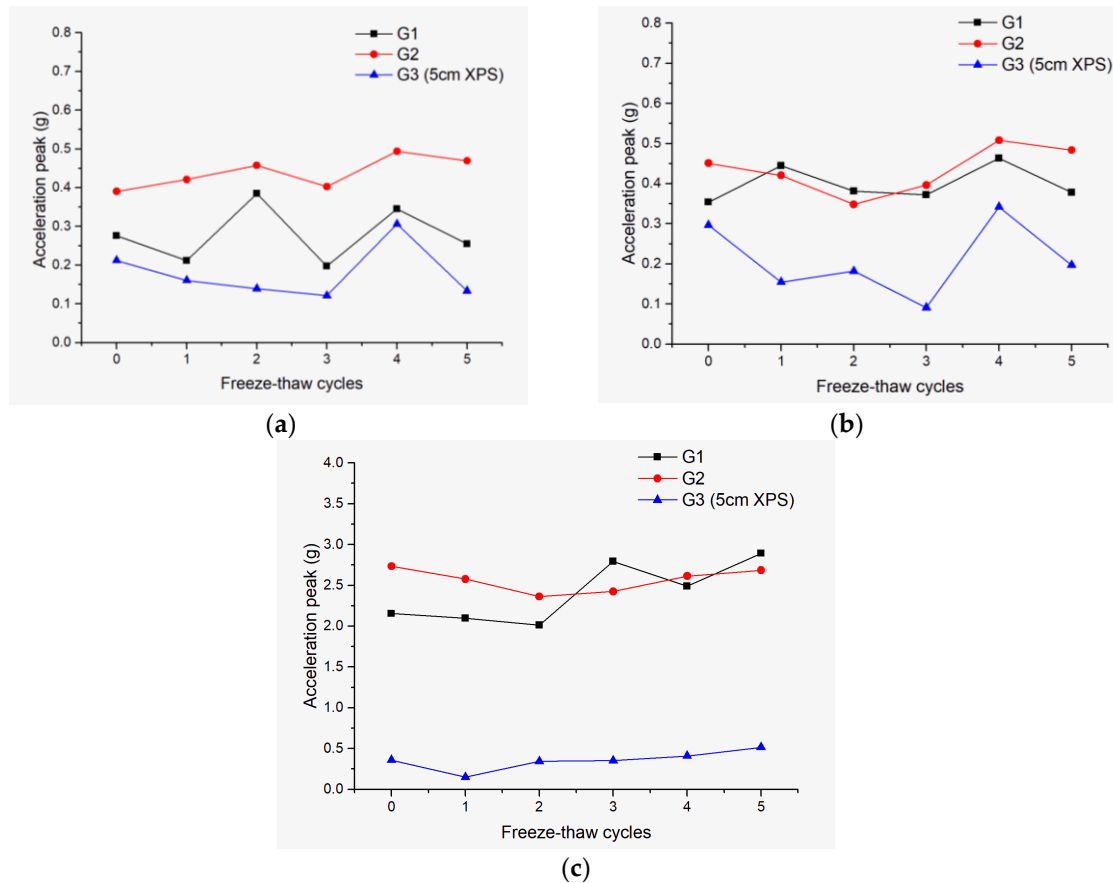 G1
G2
G3 (5cm XPS)
0.8
0.7
0.6
0.5
0.4
0.3
0.2
0.1
0.0
Acceleration peak (g)
0 1 2 3 4 5
Freeze-thaw cycles
(a)
G1
G2
G3 (5cm XPS)
0.8
0.7
0.6
0.5
0.4
0.3
0.2
0.1
0.0
Acceleration peak (g)
0 1 2 3 4 5
Freeze-thaw cycles
(b)
G1
G2
G3 (5cm XPS)
4.0
3.5
3.0
2.5
2.0
1.5
1.0
0.5
0.0
Acceleration peak (g)
0 1 2 3 4 5
Freeze-thaw cycles
(c)